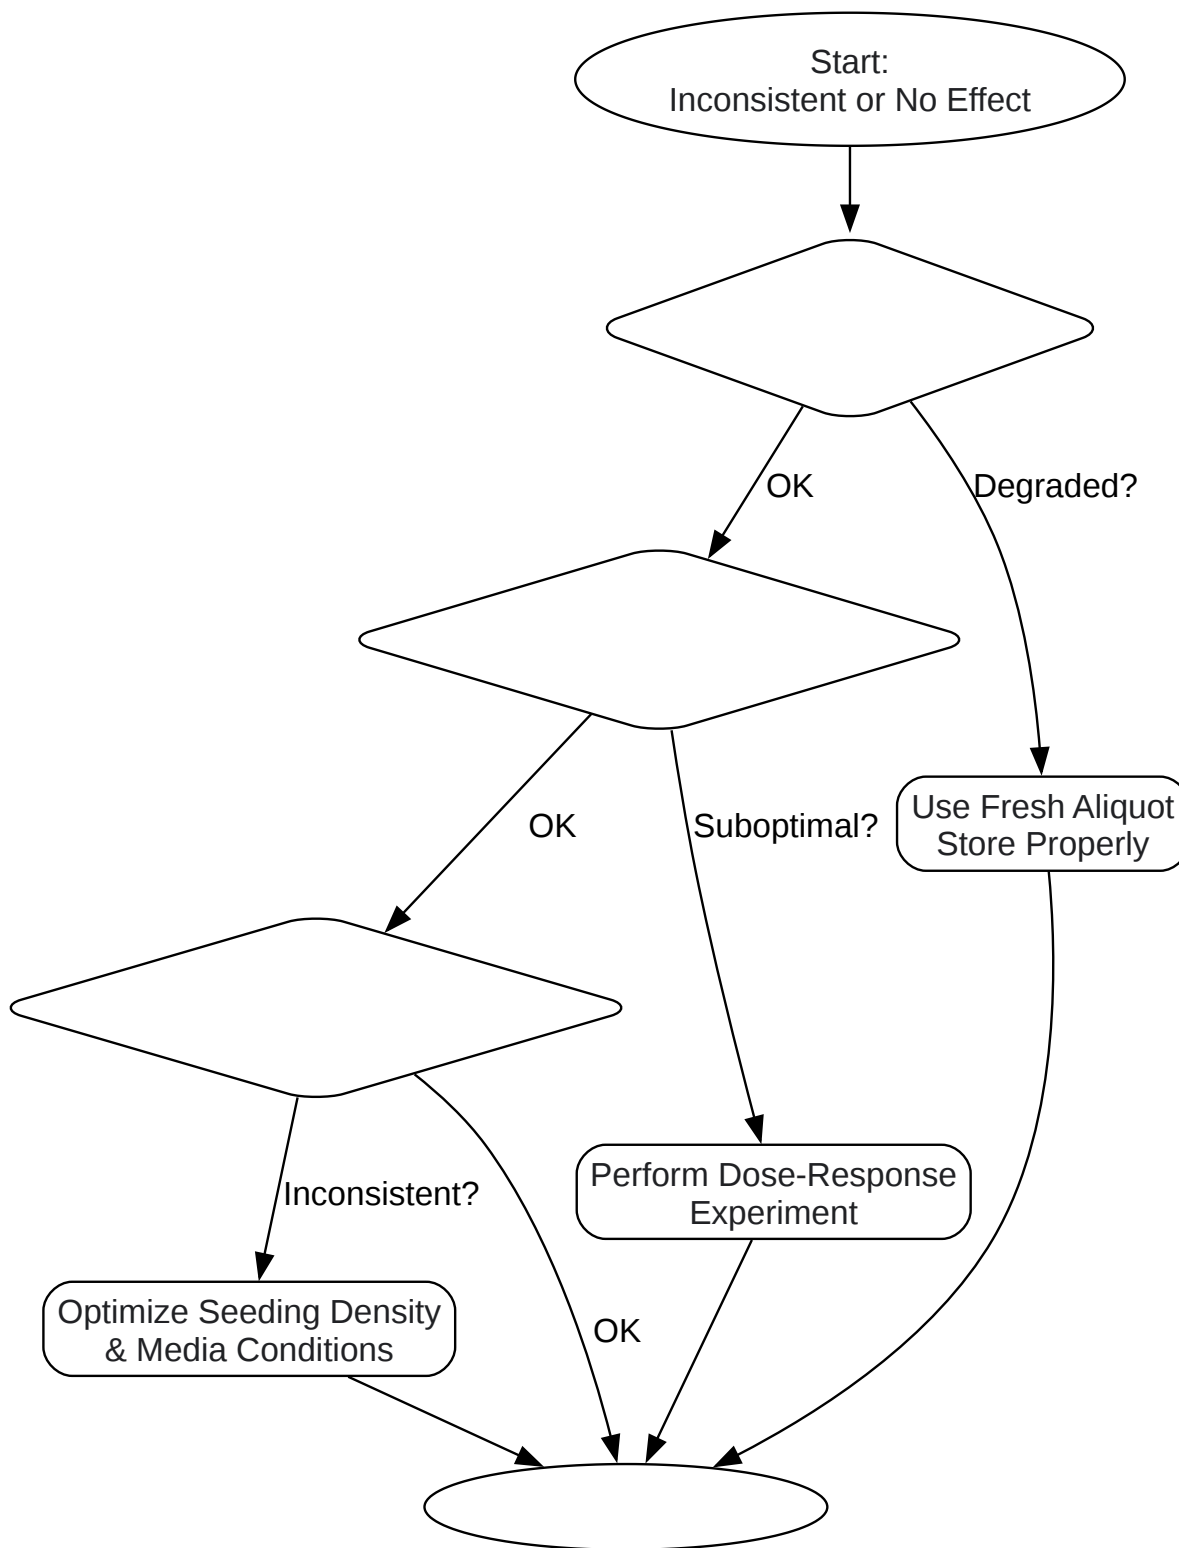 Start:
Inconsistent or No Effect
OK
Degraded?
OK
Suboptimal?
Use Fresh Aliquot
Store Properly
Inconsistent?
Perform Dose-Response
Experiment
Optimize Seeding Density
& Media Conditions
OK